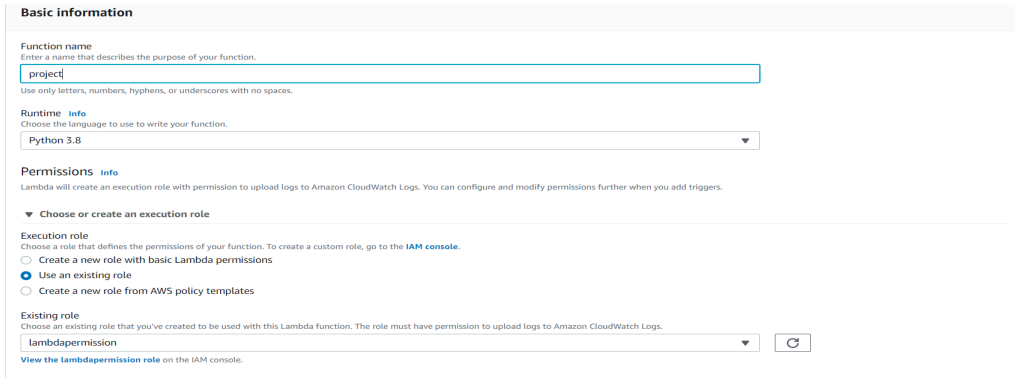 Basic information
Function name
Enter a name that describes the purpose of your function.
project
Use only letters, numbers, hyphens, or underscores with no spaces.
Runtime Info
Choose the language to use to write your function.
Python 3.8
Permissions Info
Lambda will create an execution role with permission to upload logs to Amazon CloudWatch Logs. You can configure and modify permissions further when you add triggers.
Choose or create an execution role
Execution role
Choose a role that defines the permissions of your function. To create a custom role, go to the IAM console.
Create a new role with basic Lambda permissions
Use an existing role
Create a new role from AWS policy templates
Existing role
Choose an existing role that you've created to be used with this Lambda function. The role must have permission to upload logs to Amazon CloudWatch Logs.
lambdapermission
View the lambdapermission role on the IAM console.